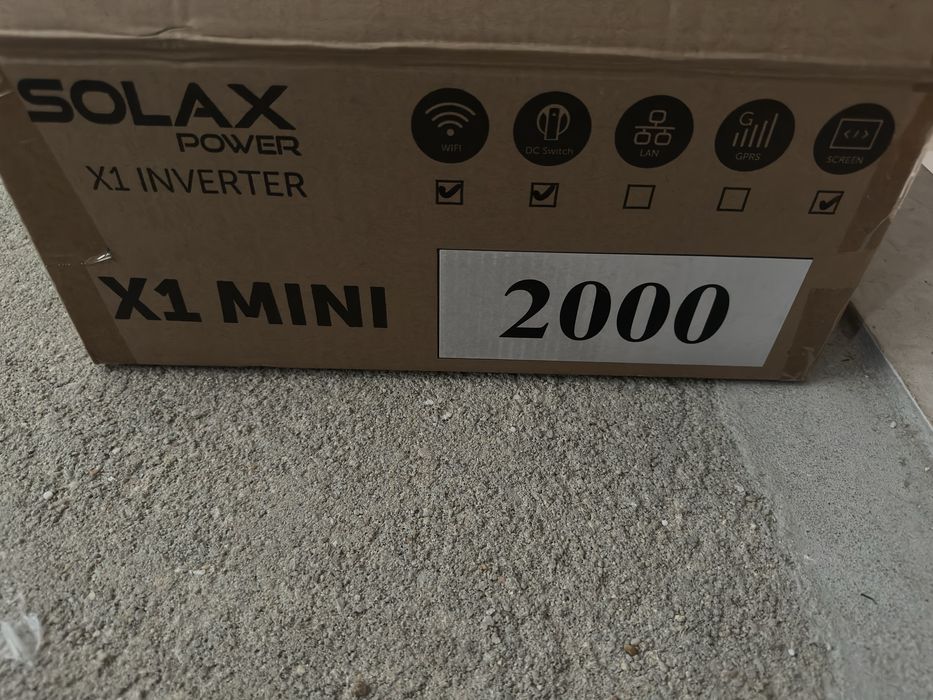 SOLAX
POWER
X1 INVERTER
WIFI
DC Switch
LAN
G
GPRS
</>
SCREEN
X1 MINI
2000